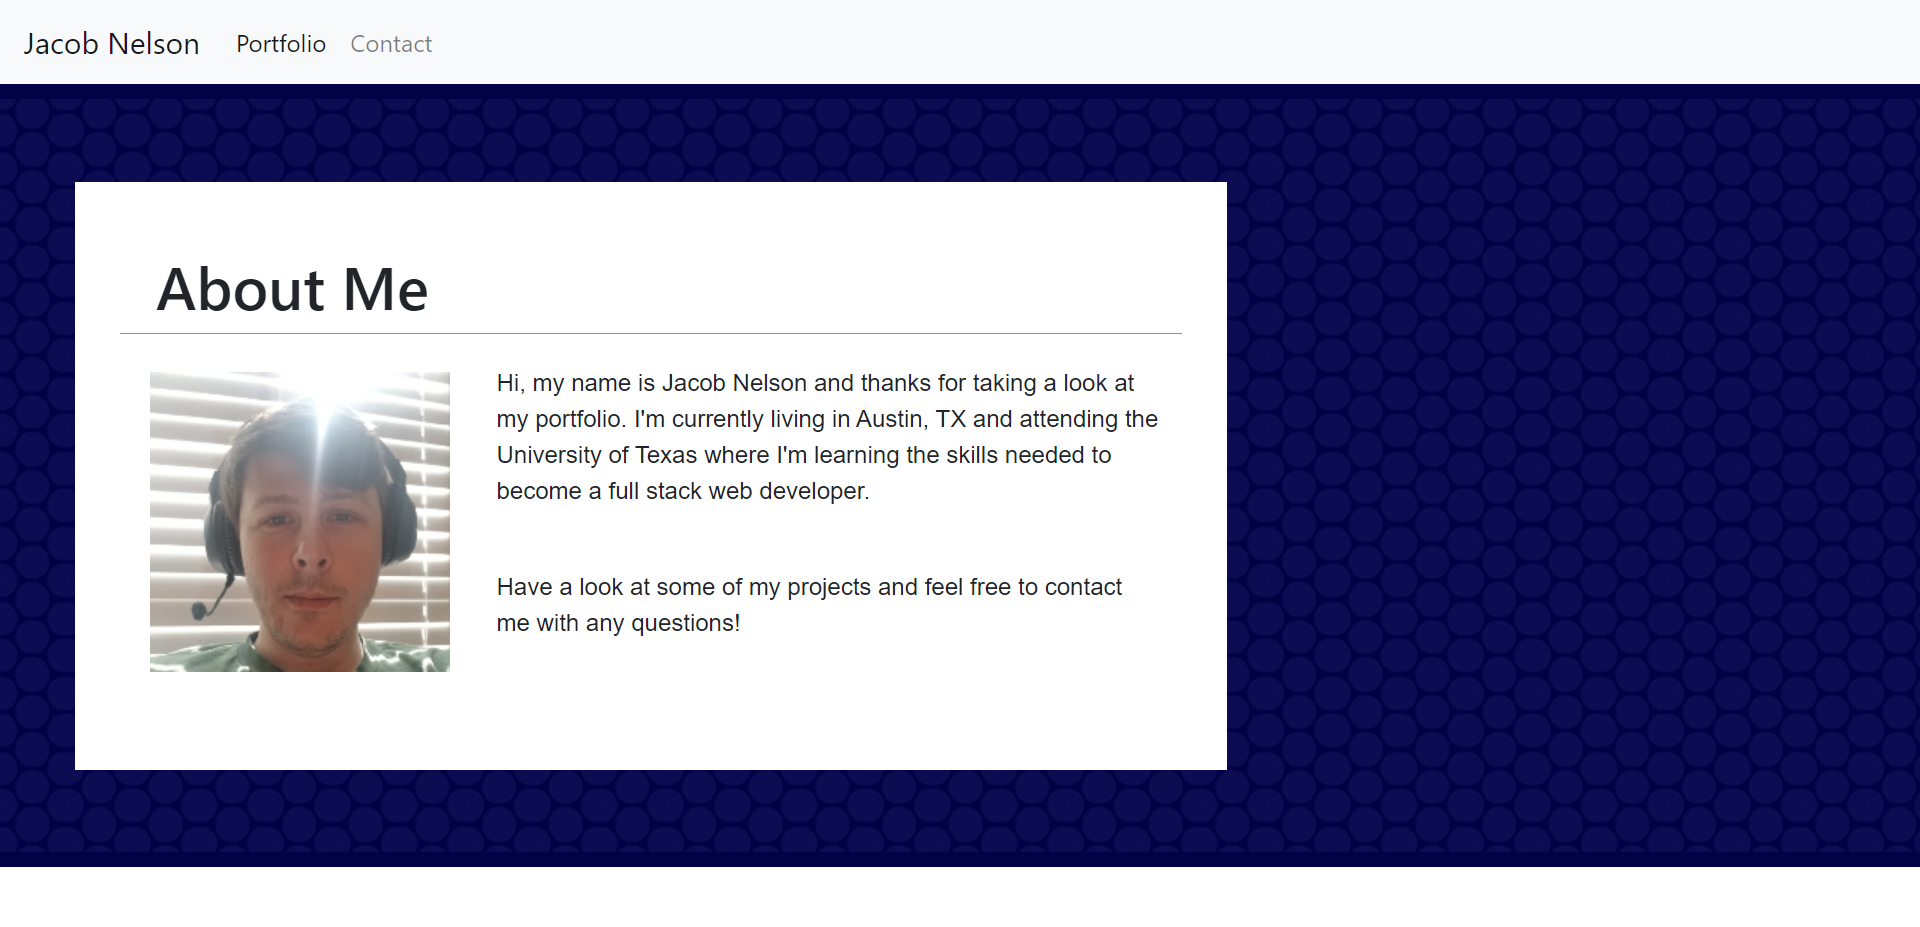 Jacob Nelson Portfolio Contact
About Me
Hi, my name is Jacob Nelson and thanks for taking a look at
my portfolio. I'm currently living in Austin, TX and attending the
University of Texas where I'm learning the skills needed to
become a full stack web developer.
Have a look at some of my projects and feel free to contact
me with any questions!